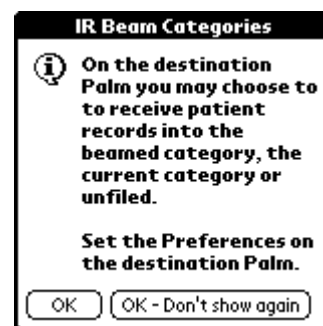 IR Beam Categories
On the destination
Palm you may choose to
to receive patient
records into the
beamed category, the
current category or
unfiled.
Set the Preferences on
the destination Palm.
OK
OK - Don't show again